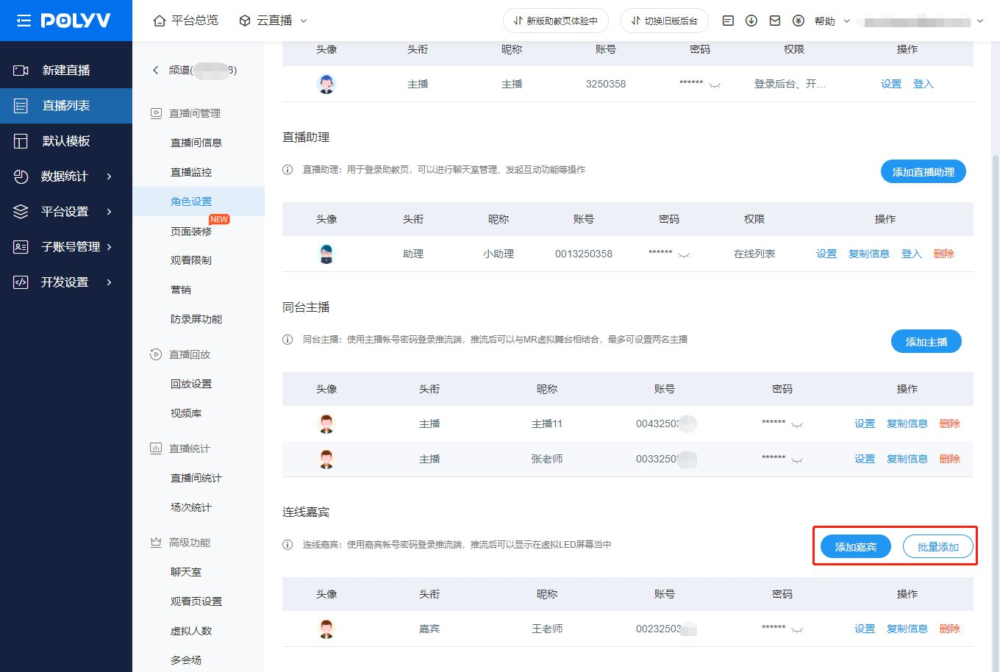 POLYV
平台总览
云直播
新版助教页体验中
切换旧版后台
帮助
新建直播
直播列表
默认模板
数据统计
平台设置
子账号管理
开发设置
频道(
3)
直播间管理
直播间信息
直播监控
角色设置
NEW
页面装修
观看限制
营销
防录屏功能
直播回放
回放设置
视频库
直播统计
直播间统计
场次统计
高级功能
聊天室
观看页设置
虚拟人数
多会场
头像 头衔 昵称 账号 密码 权限 操作
主播 主播 3250358 ****** 登录后台、开... 设置 登入
直播助理
直播助理：用于登录助教页，可以进行聊天室管理、发起互动功能等操作
添加直播助理
头像 头衔 昵称 账号 密码 权限 操作
助理 小助理 0013250358 ****** 在线列表 设置 复制信息 登入 删除
同台主播
同台主播：使用主播帐号密码登录推流端，推流后可以与MR虚拟舞台相结合，最多可设置两名主播
添加主播
头像 头衔 昵称 账号 密码 操作
主播 主播11 00432503 ****** 设置 复制信息 删除
主播 张老师 0033250 ****** 设置 复制信息 删除
连线嘉宾
连线嘉宾：使用嘉宾帐号密码登录推流端，推流后可以显示在虚拟LED屏幕当中
添加嘉宾
批量添加
头像 头衔 昵称 账号 密码 操作
嘉宾 王老师 00232503 ****** 设置 复制信息 删除